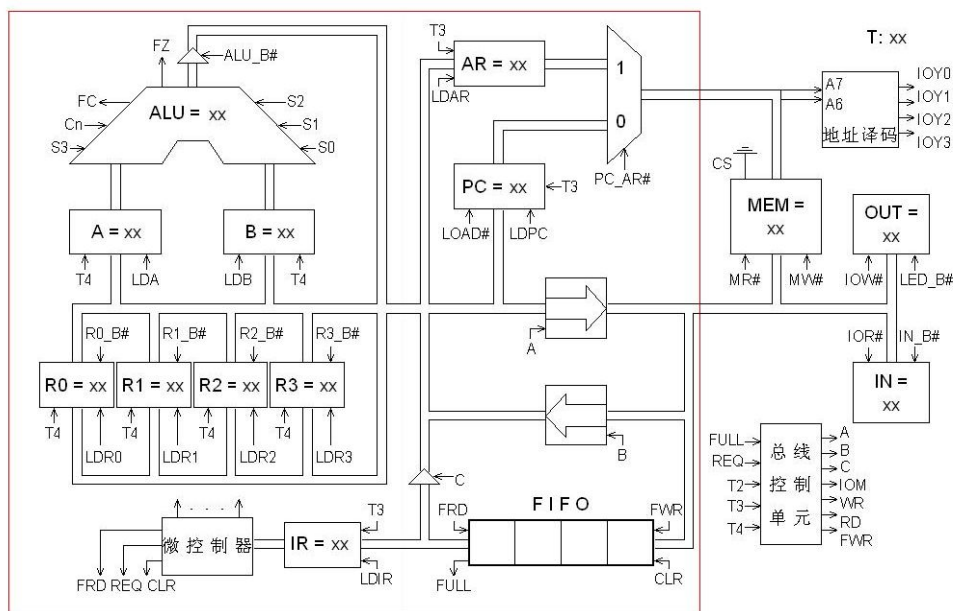 T: xx
FZ
ALU_B#
FC
Cn
S3
ALU = xx
S2
S1
S0
T3
AR = xx
LDAR
1
0
PC_AR#
PC = xx
T3
LOAD#
LDPC
A7
A6
地址译码
IOY0
IOY1
IOY2
IOY3
CS
MEM =
xx
MR#
MW#
OUT =
xx
IOW#
LED_B#
A = xx
T4
LDA
B = xx
LDB
T4
A
R0_B#
R1_B#
R2_B#
R3_B#
R0 = xx
R1 = xx
R2 = xx
R3 = xx
T4
T4
T4
T4
LDR0
LDR1
LDR2
LDR3
IOR#
IN_B#
IN =
xx
B
C
FULL
REQ
T2
T3
T4
总线
控制
单元
A
B
C
IOM
WR
RD
FWR
. . .
微控制器
FRD
REQ
CLR
IR = xx
T3
LDIR
FIFO
FRD
FWR
FULL
CLR